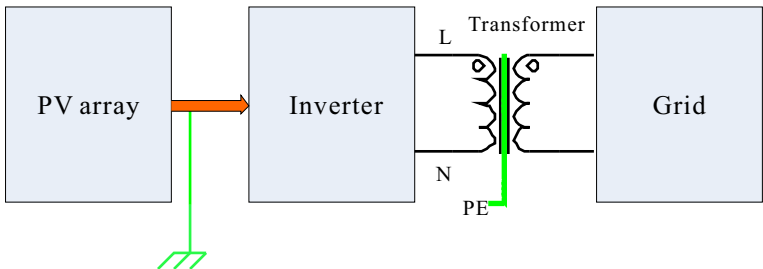 Transformer
L
PV array
Inverter
Grid
N
PE